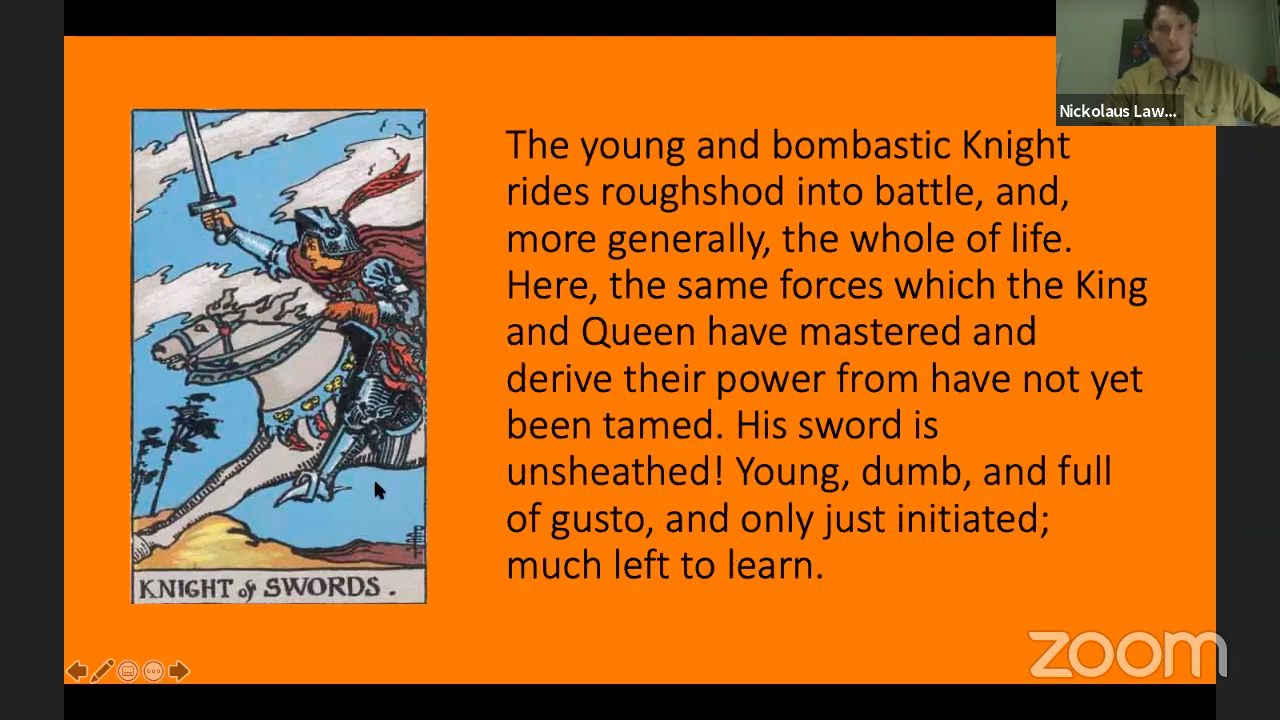 Nickolaus Law...
The young and bombastic Knight
rides roughshod into battle, and,
more generally, the whole of life.
Here, the same forces which the King
and Queen have mastered and
derive their power from have not yet
been tamed. His sword is
unsheathed! Young, dumb, and full
of gusto, and only just initiated;
much left to learn.
KNIGHT of SWORDS .
zoom